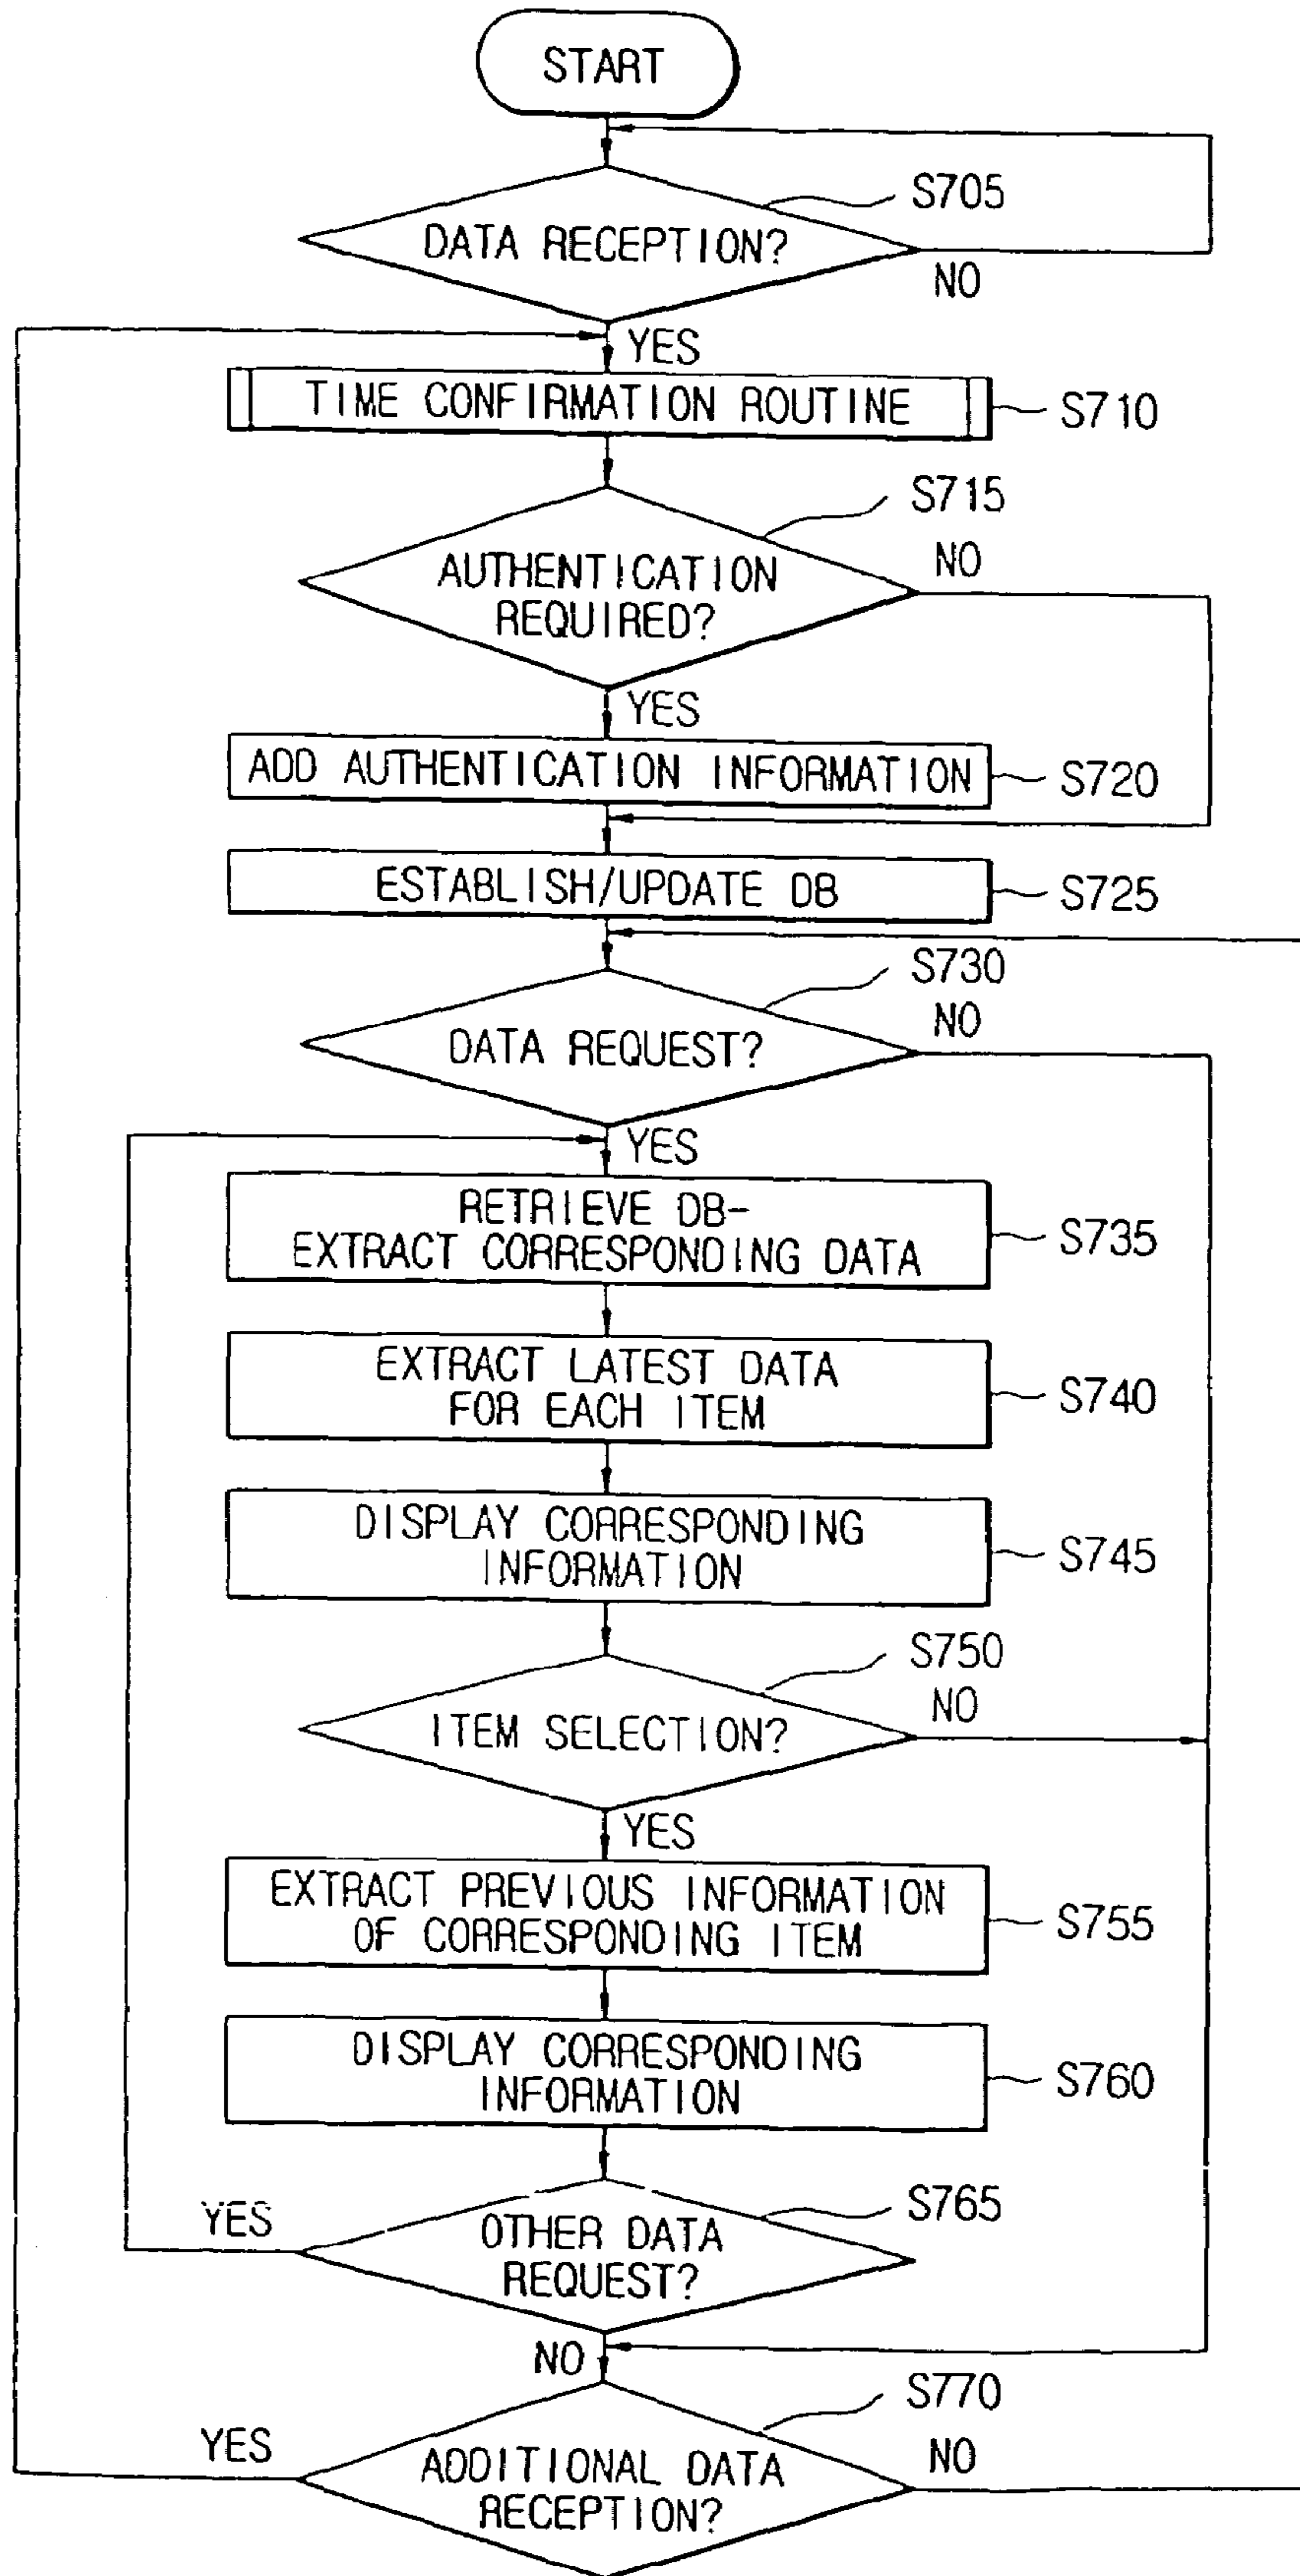 START
S705
DATA RECEPTION?
NO
YES
TIME CONFIRMATION ROUTINE
S710
S715
NO
AUTHENTICATION
REQUIRED?
YES
ADD AUTHENTICATION INFORMATION
S720
ESTABLISH/UPDATE DB
S725
S730
NO
DATA REQUEST?
YES
RETRIEVE DB-
EXTRACT CORRESPONDING DATA
S735
EXTRACT LATEST DATA
FOR EACH ITEM
S740
DISPLAY CORRESPONDING
INFORMATION
S745
S750
NO
ITEM SELECTION?
YES
EXTRACT PREVIOUS INFORMATION
OF CORRESPONDING ITEM
S755
DISPLAY CORRESPONDING
INFORMATION
S760
S765
YES
OTHER DATA
REQUEST?
NO
S770
YES
NO
ADDITIONAL DATA
RECEPTION?